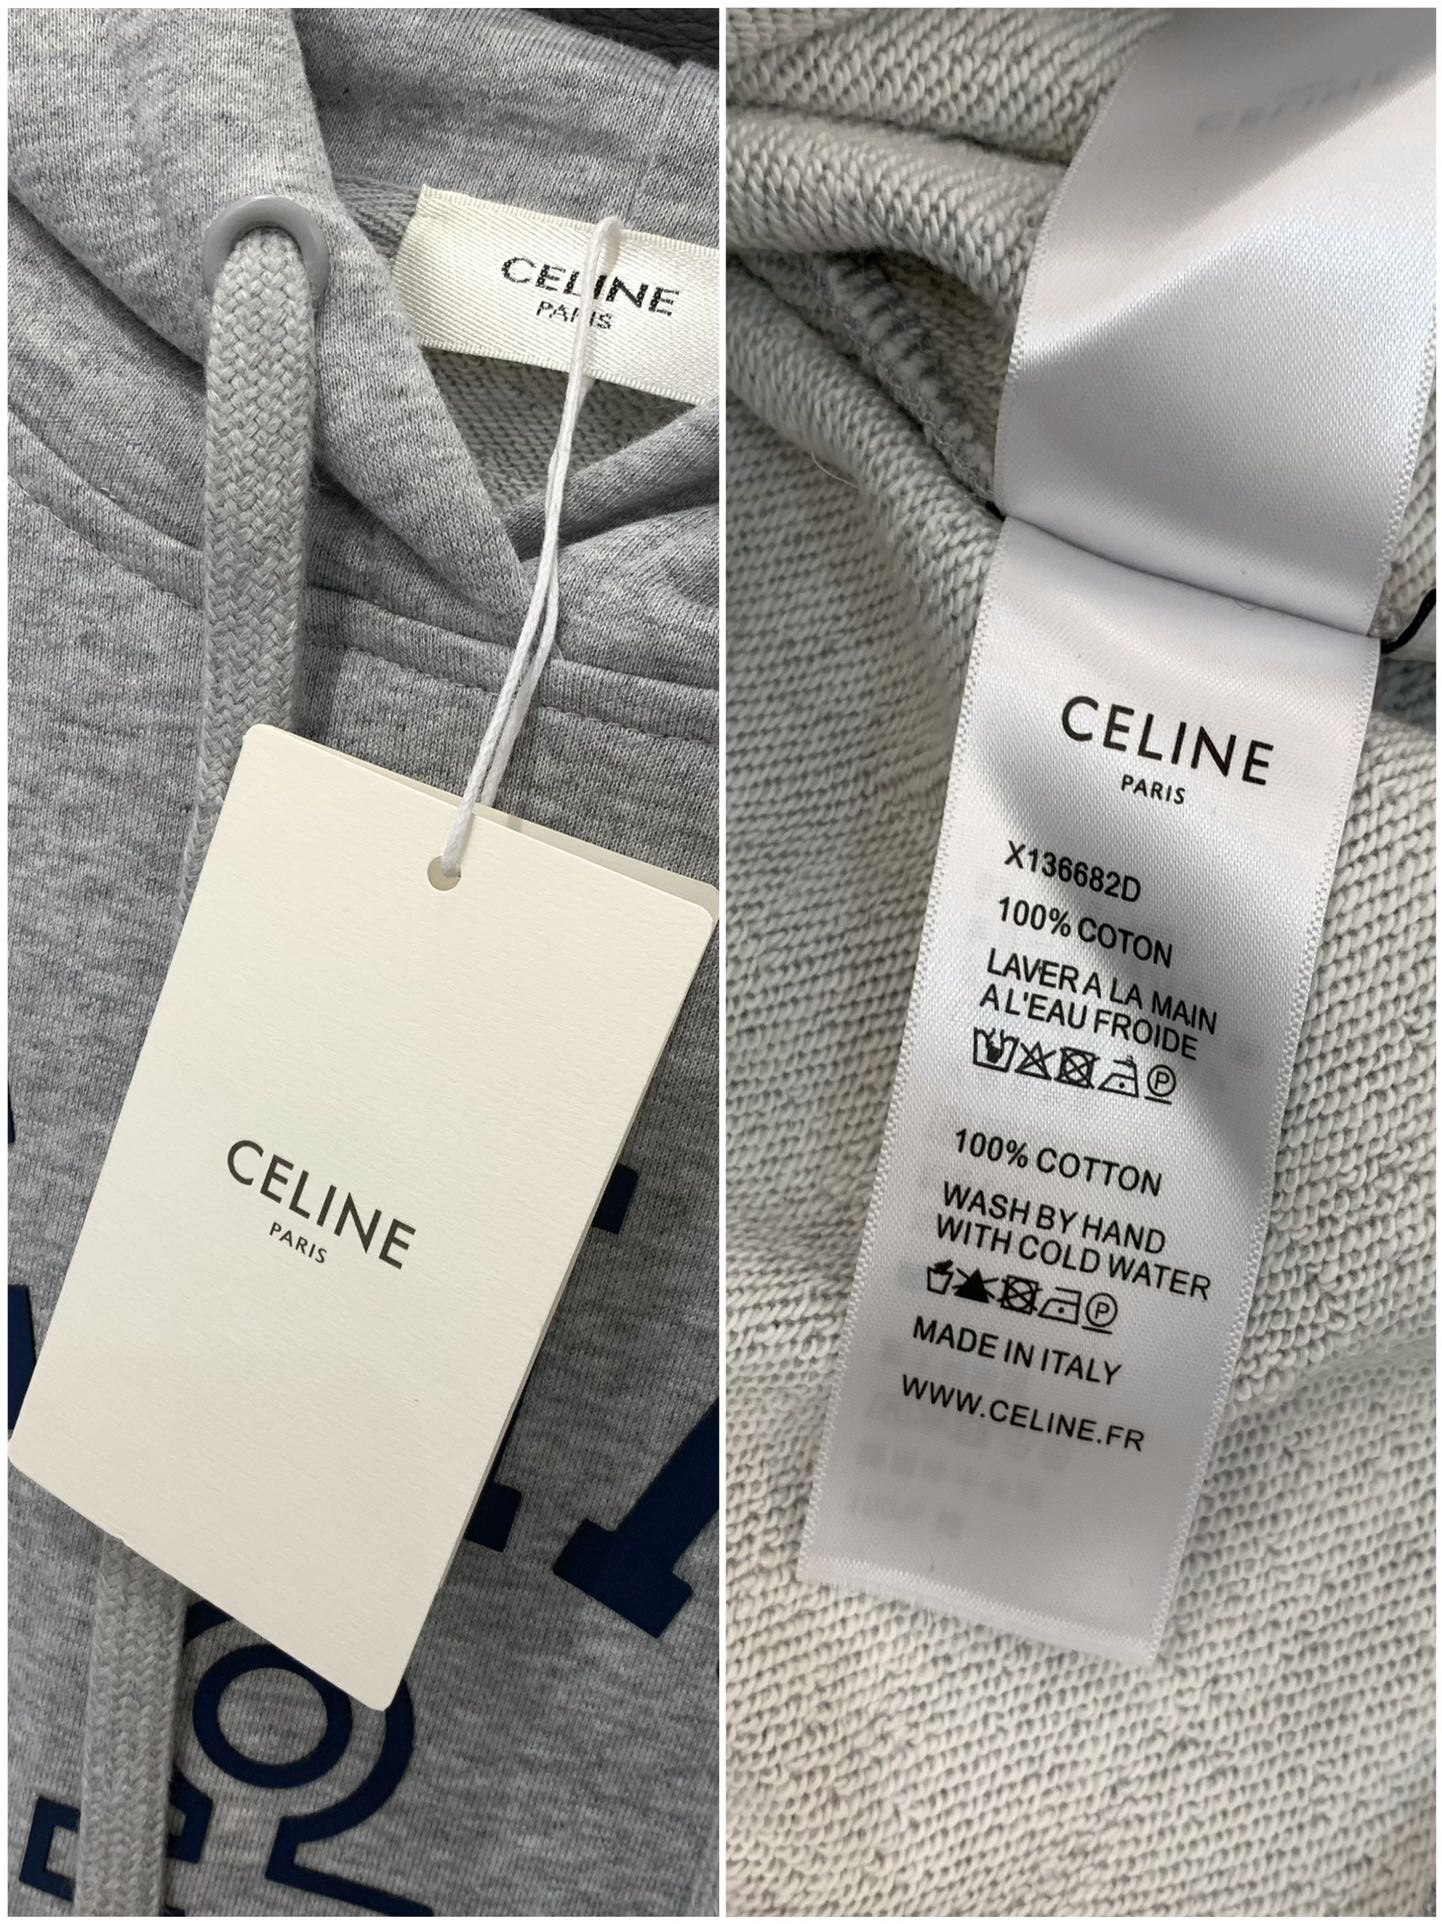 CELINE
PARIS
CELINE
PARIS
CELINE
PARIS
X136682D
100% COTON
LAVER A LA MAIN
A L'EAU FROIDE
P
100% COTTON
WASH BY HAND
WITH COLD WATER
P
MADE IN ITALY
WWW.CELINE.FR